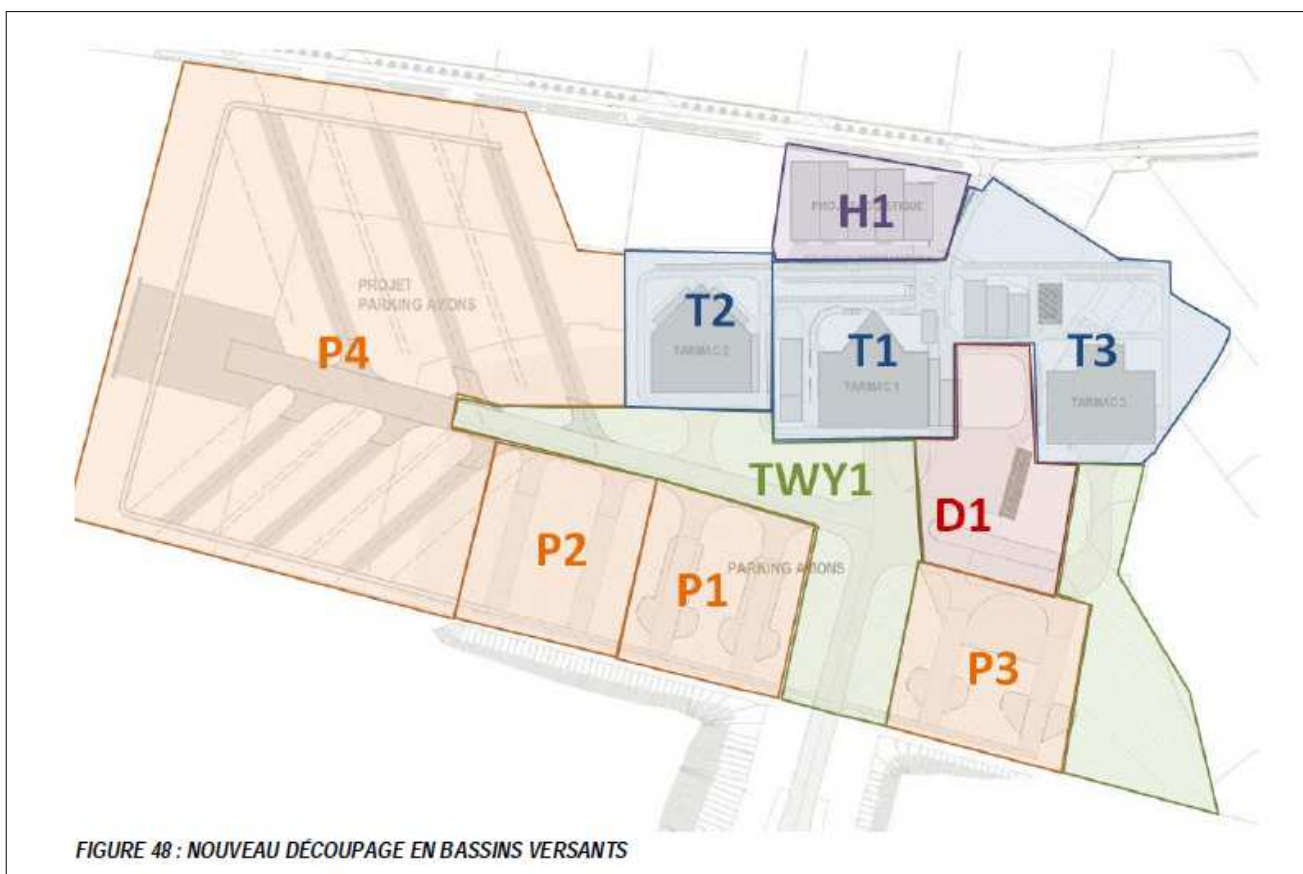 H1
T2
TARMAC 2
T1
TARMAC 1
T3
TARMAC 3
PROJET
PARKING AVIONS
P4
TWY1
D1
P2
P1
PARKING AVIONS
P3
FIGURE 48 : NOUVEAU DÉCOUPAGE EN BASSINS VERSANTS